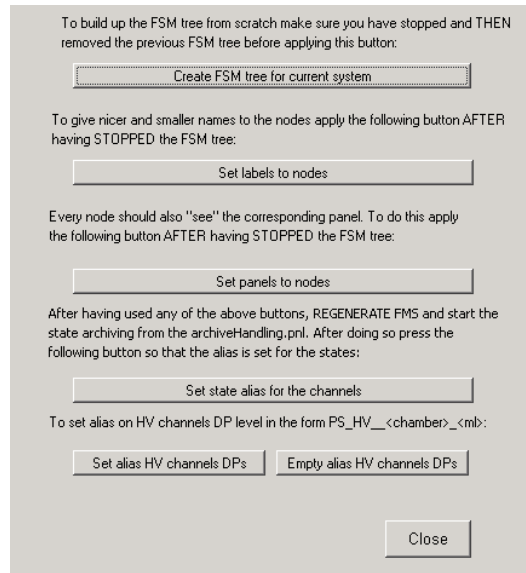 To build up the FSM tree from scratch make sure you have stopped and THEN
removed the previous FSM tree before applying this button:
Create FSM tree for current system
To give nicer and smaller names to the nodes apply the following button AFTER
having STOPPED the FSM tree:
Set labels to nodes
Every node should also "see" the corresponding panel. To do this apply
the following button AFTER having STOPPED the FSM tree:
Set panels to nodes
After having used any of the above buttons, REGENERATE FMS and start the
state archiving from the archiveHandling.pnl. After doing so press the
following button so that the alias is set for the states:
Set state alias for the channels
To set alias on HV channels DP level in the form PS_HV__<chamber>_<ml>:
Set alias HV channels DPs Empty alias HV channels DPs
Close